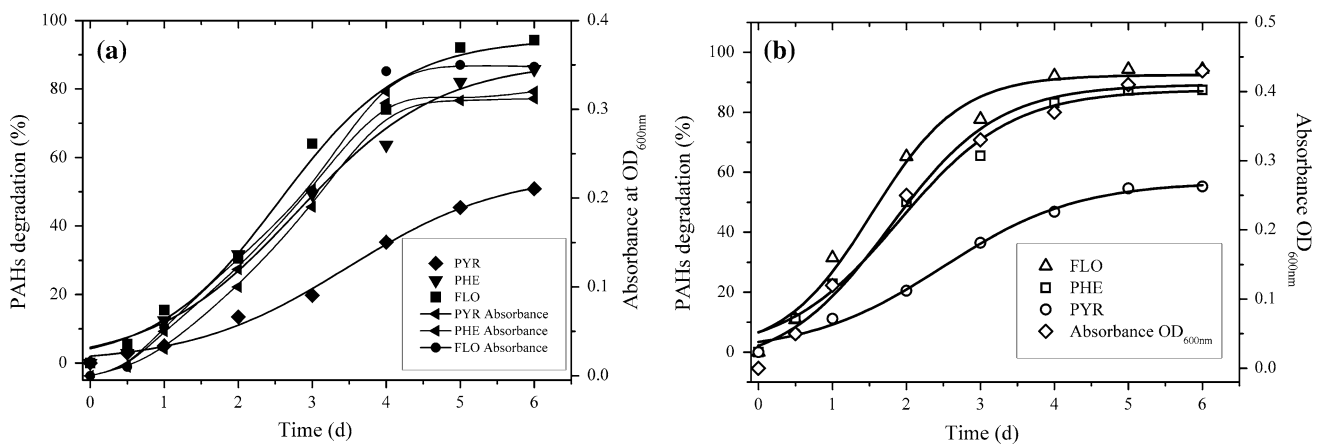 (a)
PAHs degradation (%)
100
80
60
40
20
0
0 1 2 3 4 5 6
Time (d)
0.4
0.3
0.2
0.1
0.0
Absorbance at OD600nm
PYR
PHE
FLO
PYR Absorbance
PHE Absorbance
FLO Absorbance
(b)
PAHs degradation (%)
100
80
60
40
20
0
0 1 2 3 4 5 6
Time (d)
0.5
0.4
0.3
0.2
0.1
0.0
Absorbance OD600nm
FLO
PHE
PYR
Absorbance OD600nm